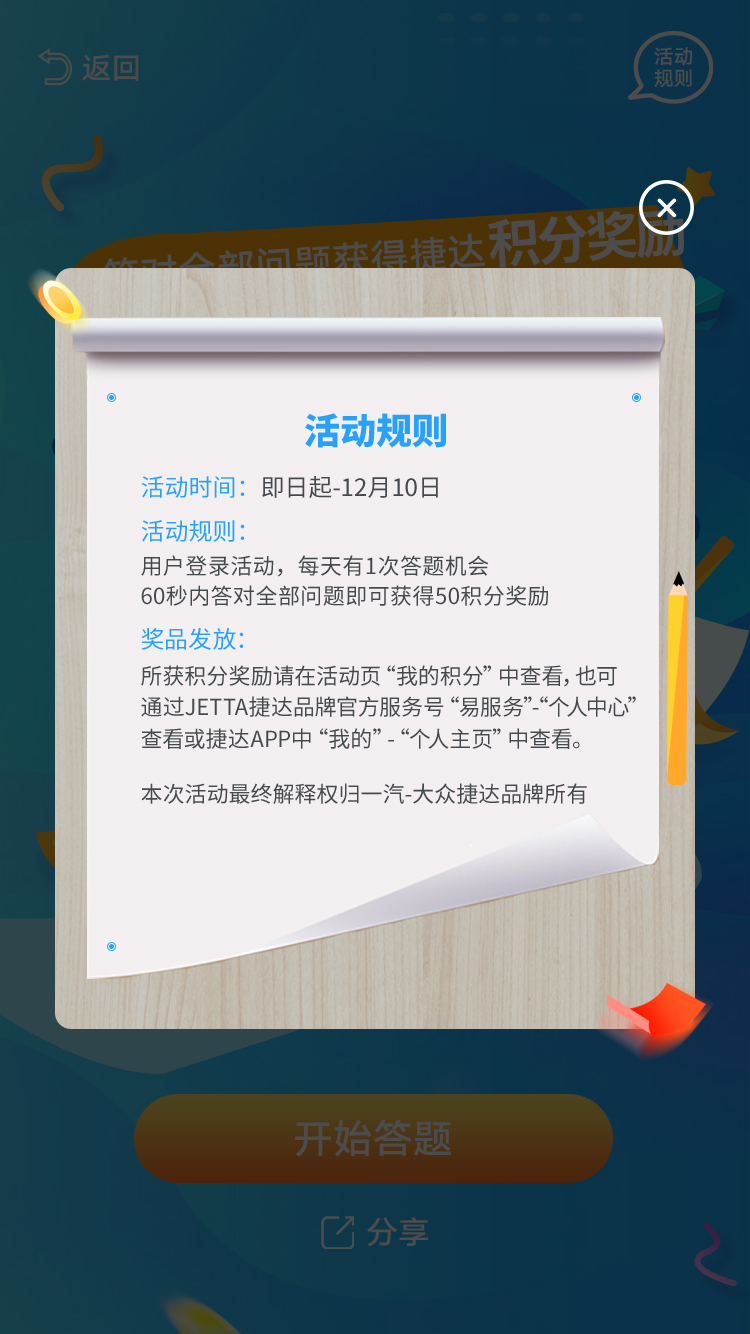 返回
活动
规则
答对全部问题获得捷达积分奖励
活动规则
活动时间：即日起-12月10日
活动规则：
用户登录活动，每天有1次答题机会
60秒内答对全部问题即可获得50积分奖励
奖品发放：
所获积分奖励请在活动页“我的积分”中查看，也可
通过JETTA捷达品牌官方服务号“易服务”-“个人中心”
查看或捷达APP中“我的”-“个人主页”中查看。
本次活动最终解释权归一汽-大众捷达品牌所有
开始答题
分享